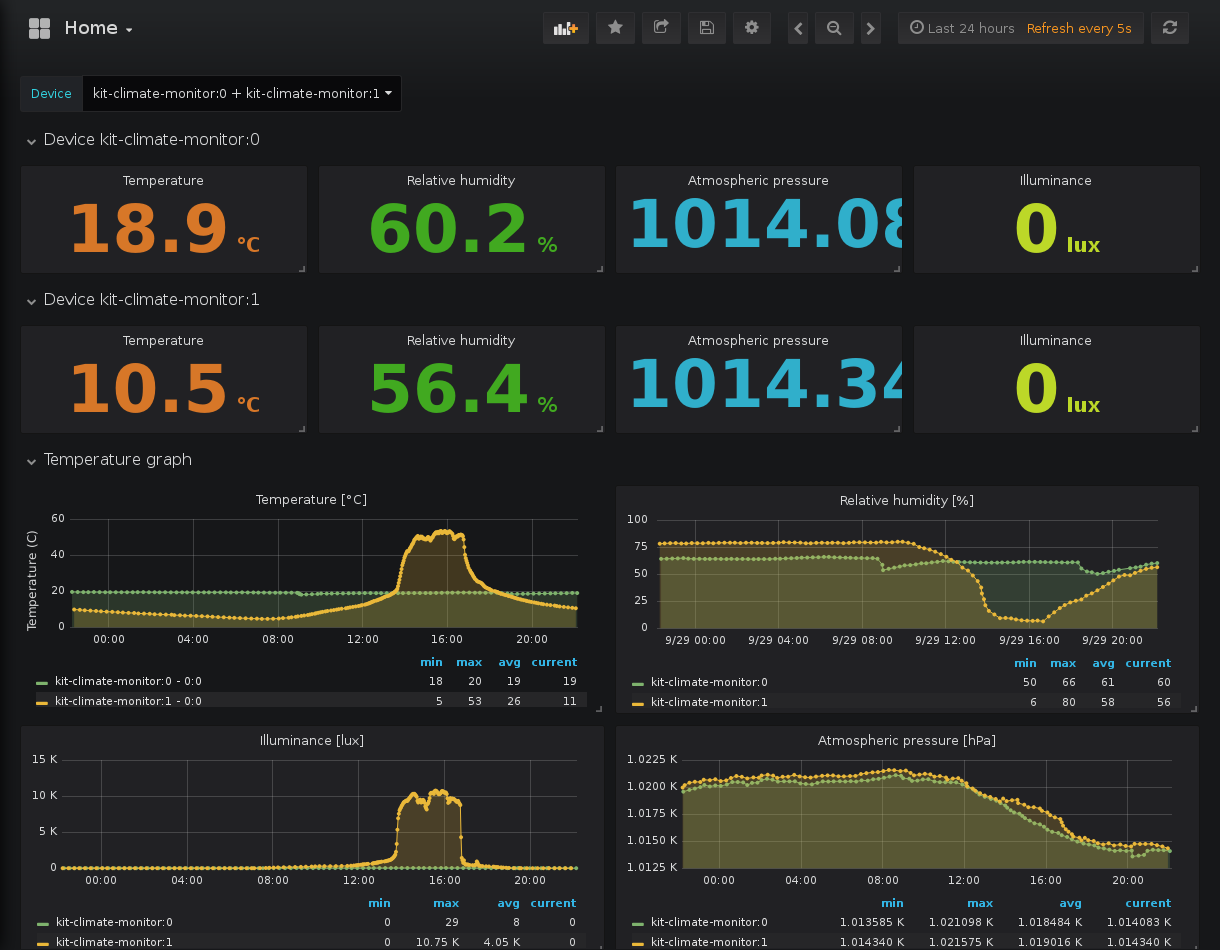 Home
Last 24 hours Refresh every 5s
Device kit-climate-monitor:0 + kit-climate-monitor:1
Device kit-climate-monitor:0
Temperature Relative humidity Atmospheric pressure Illuminance
18.9 °C 60.2 % 1014.08 0 lux
Device kit-climate-monitor:1
Temperature Relative humidity Atmospheric pressure Illuminance
10.5 °C 56.4 % 1014.34 0 lux
Temperature graph
Temperature [°C]
Temperature (C)
60
40
20
0
00:00 04:00 08:00 12:00 16:00 20:00
min max avg current
kit-climate-monitor:0 - 0:0 18 20 19 19
kit-climate-monitor:1 - 0:0 5 53 26 11
Relative humidity [%]
100
75
50
25
0
9/29 00:00 9/29 04:00 9/29 08:00 9/29 12:00 9/29 16:00 9/29 20:00
min max avg current
kit-climate-monitor:0 50 66 61 60
kit-climate-monitor:1 6 80 58 56
Illuminance [lux]
15 K
10 K
5 K
0
00:00 04:00 08:00 12:00 16:00 20:00
min max avg current
kit-climate-monitor:0 0 29 8 0
kit-climate-monitor:1 0 10.75 K 4.05 K 0
Atmospheric pressure [hPa]
1.0225 K
1.0200 K
1.0175 K
1.0150 K
1.0125 K
00:00 04:00 08:00 12:00 16:00 20:00
min max avg current
kit-climate-monitor:0 1.013585 K 1.021098 K 1.018484 K 1.014083 K
kit-climate-monitor:1 1.014340 K 1.021575 K 1.019016 K 1.014340 K